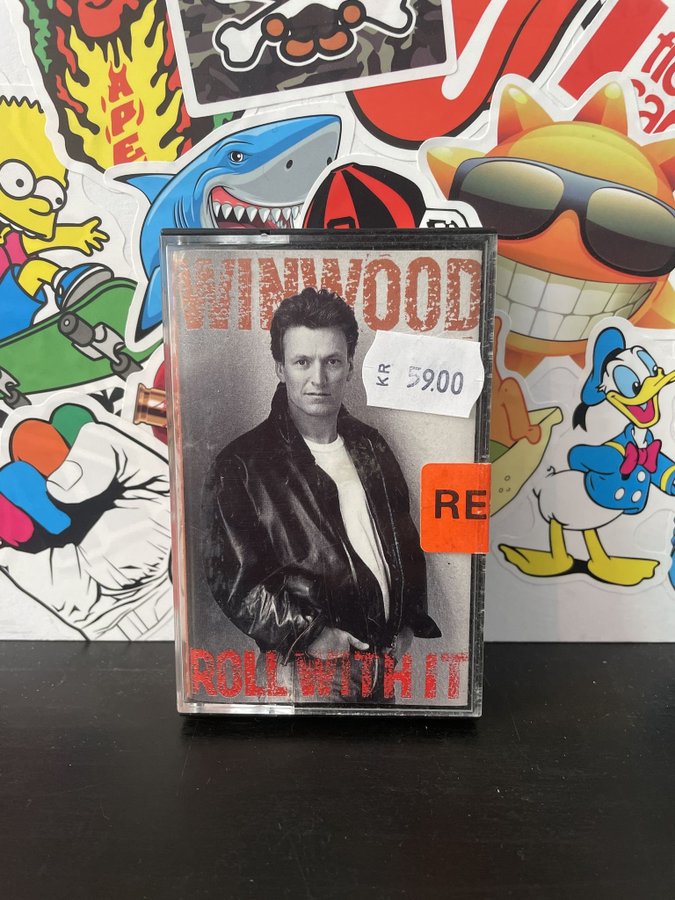 WINWOOD
KR 59.00
RE
ROLL WITH IT